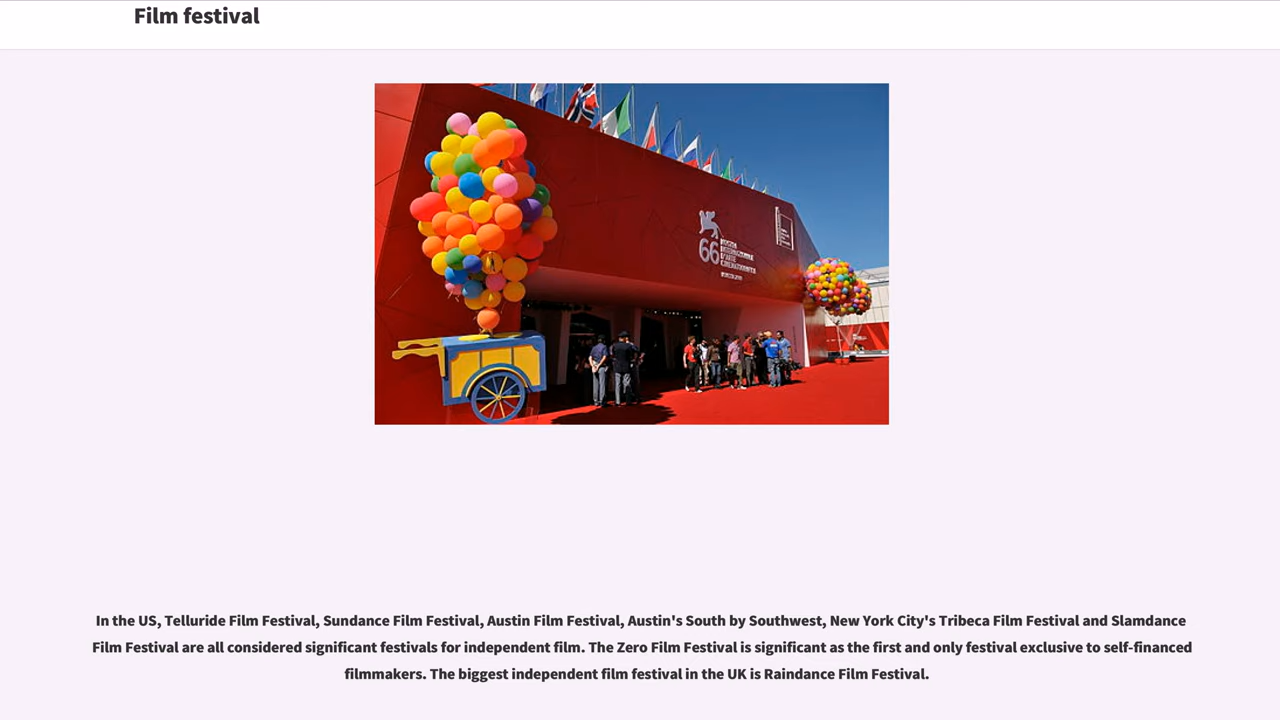 Film festival
66
In the US, Telluride Film Festival, Sundance Film Festival, Austin Film Festival, Austin's South by Southwest, New York City's Tribeca Film Festival and Slamdance
Film Festival are all considered significant festivals for independent film. The Zero Film Festival is significant as the first and only festival exclusive to self-financed
filmmakers. The biggest independent film festival in the UK is Raindance Film Festival.